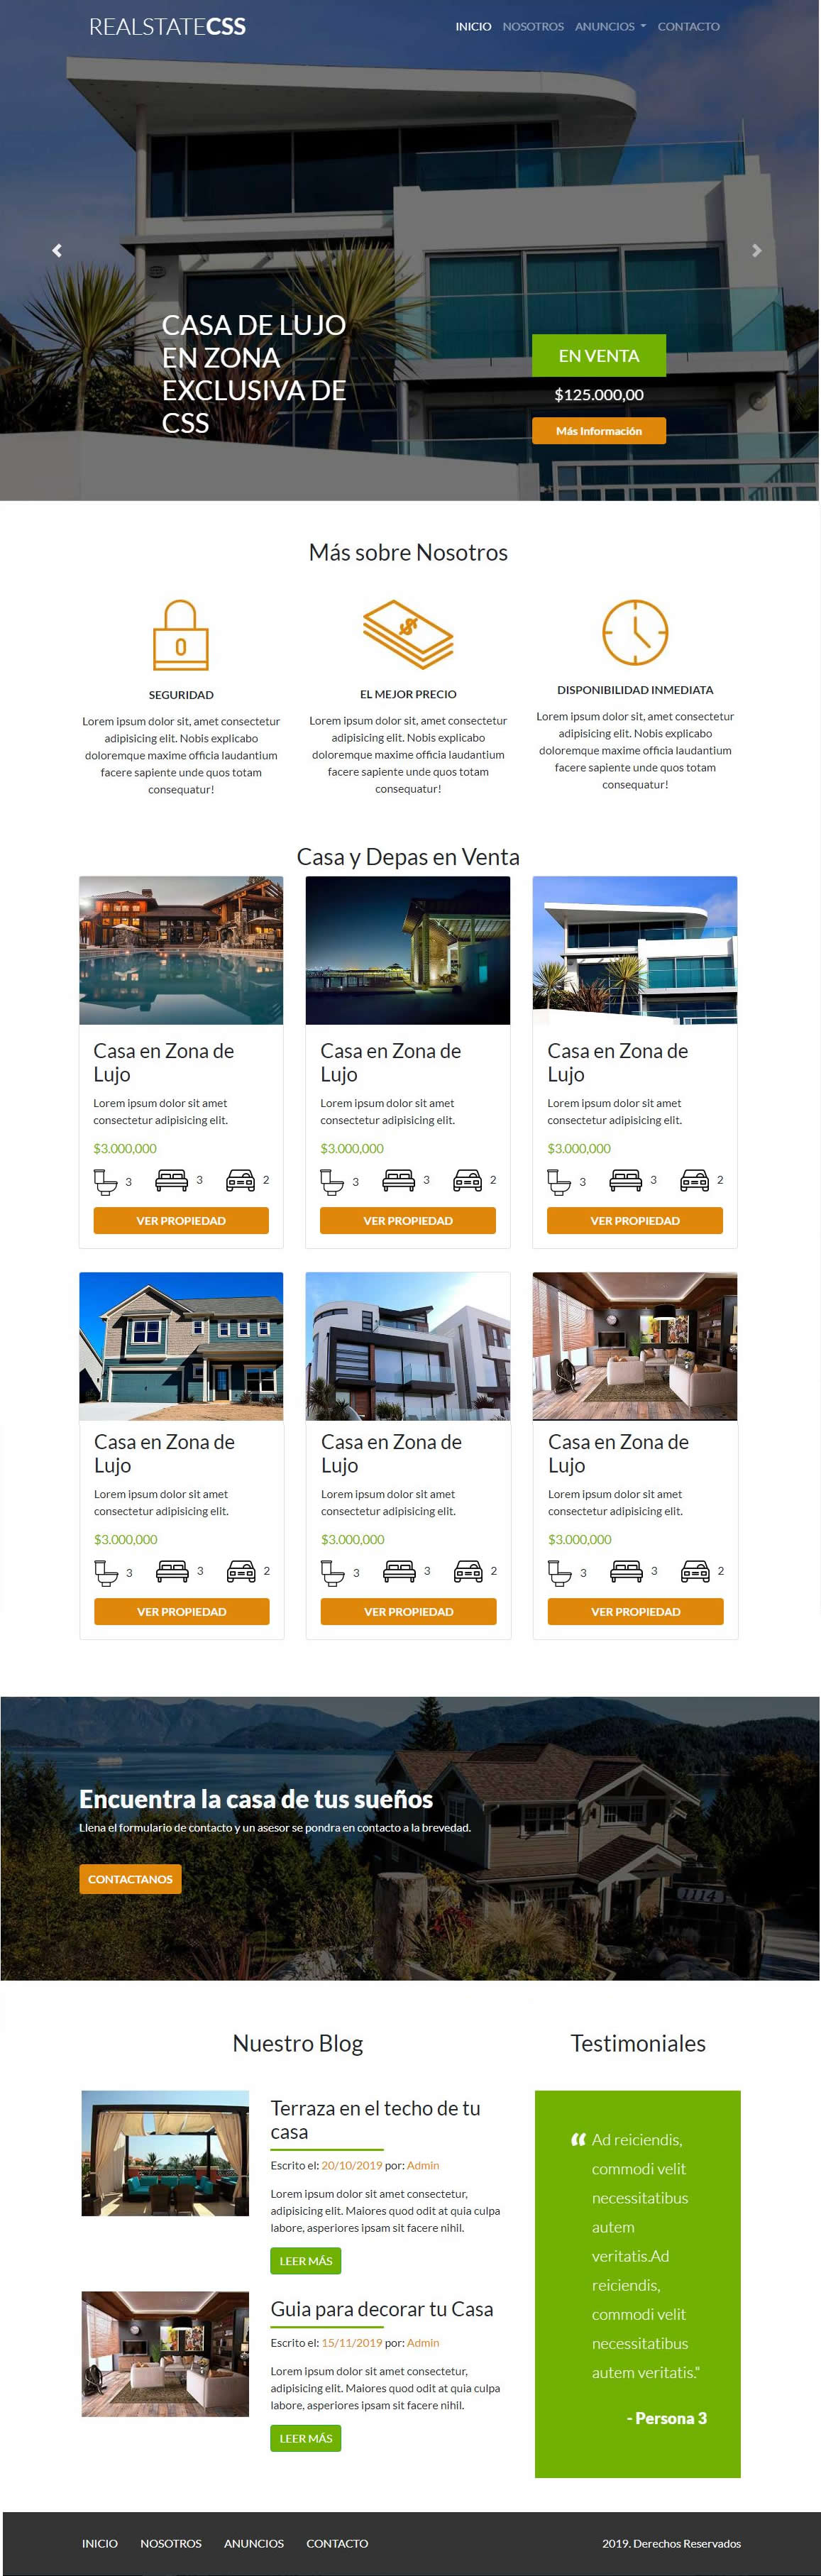 REALSTATECSS
INICIO NOSOTROS ANUNCIOS CONTACTO
CASA DE LUJO
EN ZONA
EXCLUSIVA DE
CSS
EN VENTA
$125.000,00
Más Información
Más sobre Nosotros
SEGURIDAD
Lorem ipsum dolor sit, amet consectetur
adipisicing elit. Nobis explicabo
doloremque maxime officia laudantium
facere sapiente unde quos totam
consequatur!
$
EL MEJOR PRECIO
Lorem ipsum dolor sit, amet consectetur
adipisicing elit. Nobis explicabo
doloremque maxime officia laudantium
facere sapiente unde quos totam
consequatur!
DISPONIBILIDAD INMEDIATA
Lorem ipsum dolor sit, amet consectetur
adipisicing elit. Nobis explicabo
doloremque maxime officia laudantium
facere sapiente unde quos totam
consequatur!
Casa y Depas en Venta
Casa en Zona de
Lujo
Lorem ipsum dolor sit amet
consectetur adipisicing elit.
$3.000,000
3 3 2
VER PROPIEDAD
Casa en Zona de
Lujo
Lorem ipsum dolor sit amet
consectetur adipisicing elit.
$3.000,000
3 3 2
VER PROPIEDAD
Casa en Zona de
Lujo
Lorem ipsum dolor sit amet
consectetur adipisicing elit.
$3.000,000
3 3 2
VER PROPIEDAD
Casa en Zona de
Lujo
Lorem ipsum dolor sit amet
consectetur adipisicing elit.
$3.000,000
3 3 2
VER PROPIEDAD
Casa en Zona de
Lujo
Lorem ipsum dolor sit amet
consectetur adipisicing elit.
$3.000,000
3 3 2
VER PROPIEDAD
Casa en Zona de
Lujo
Lorem ipsum dolor sit amet
consectetur adipisicing elit.
$3.000,000
3 3 2
VER PROPIEDAD
Encuentra la casa de tus sueños
Llena el formulario de contacto y un asesor se pondra en contacto a la brevedad.
CONTACTANOS
1114
Nuestro Blog
Terraza en el techo de tu
casa
Escrito el: 20/10/2019 por: Admin
Lorem ipsum dolor sit amet consectetur,
adipisicing elit. Maiores quod odit at quia culpa
labore, asperiores ipsam sit facere nihil.
LEER MÁS
Guia para decorar tu Casa
Escrito el: 15/11/2019 por: Admin
Lorem ipsum dolor sit amet consectetur,
adipisicing elit. Maiores quod odit at quia culpa
labore, asperiores ipsam sit facere nihil.
LEER MÁS
Testimoniales
“ Ad reiciendis,
commodi velit
necessitatibus
autem
veritatis.Ad
reiciendis,
commodi velit
necessitatibus
autem veritatis."
- Persona 3
INICIO NOSOTROS ANUNCIOS CONTACTO
2019. Derechos Reservados